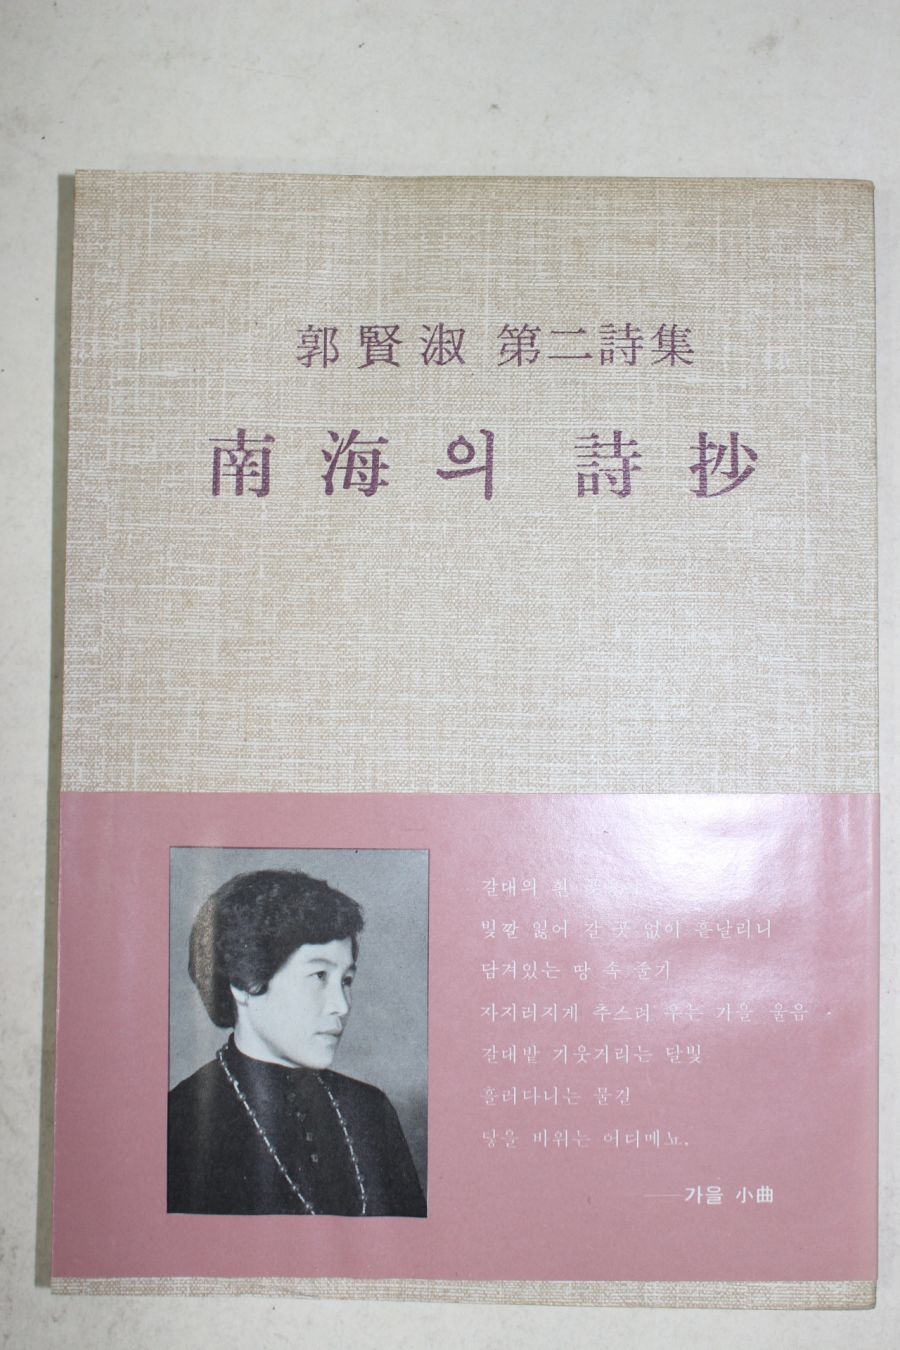 郭賢淑 第二詩集
南海의 詩抄
갈대의 흰
빛깔 잃어 갈 곳 없이 흩날리니
담겨있는 땅 속 줄기
자지러지게 추스려 우는 가을 울음
갈대밭 기웃거리는 달빛
흘러다니는 물결
닿을 바위는 어디메뇨.
──가을 小曲